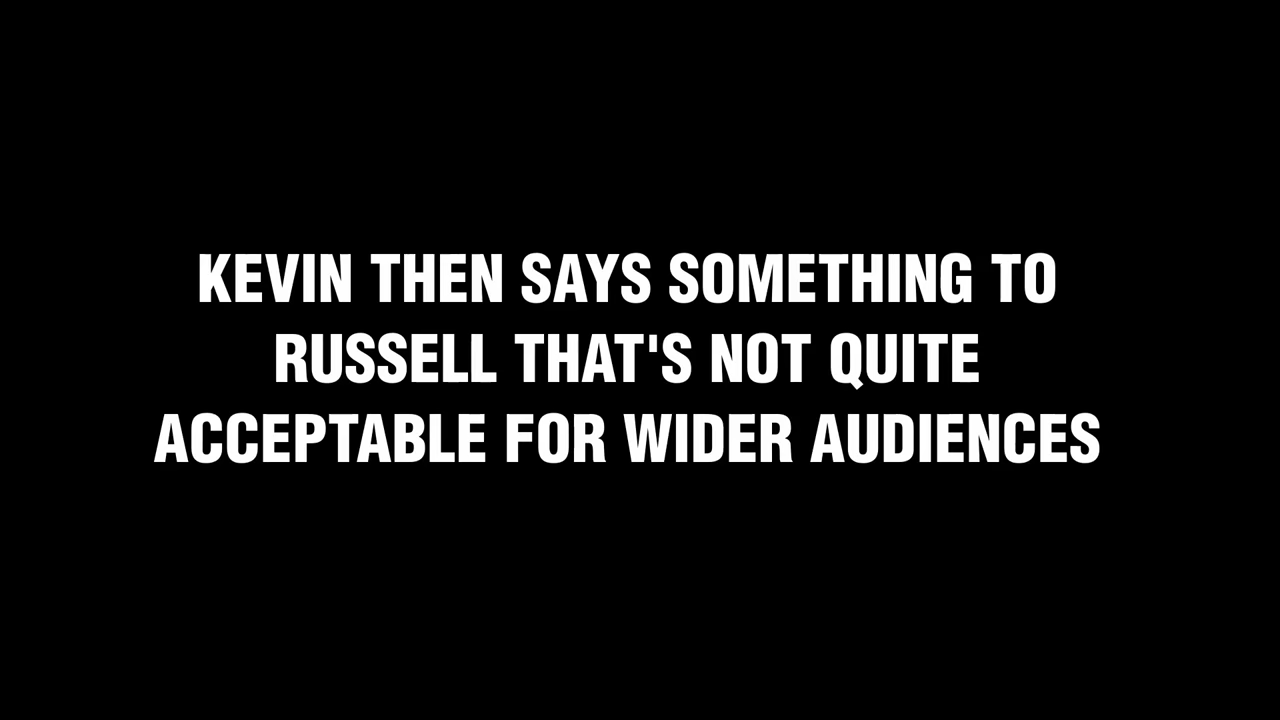 KEVIN THEN SAYS SOMETHING TO
RUSSELL THAT'S NOT QUITE
ACCEPTABLE FOR WIDER AUDIENCES